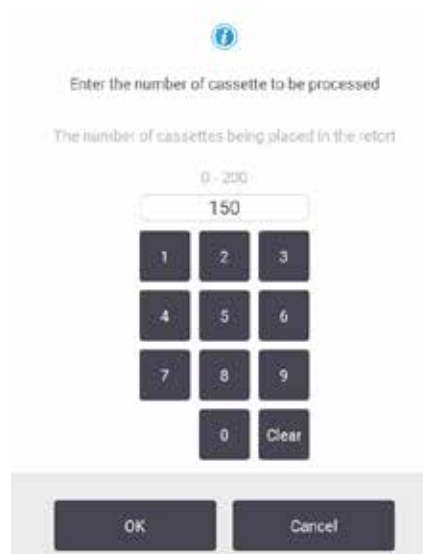 Enter the number of cassette to be processed
The number of cassettes being placed in the retort
0 - 200
150
1 2 3
4 5 6
7 8 9
0 Clear
OK Cancel